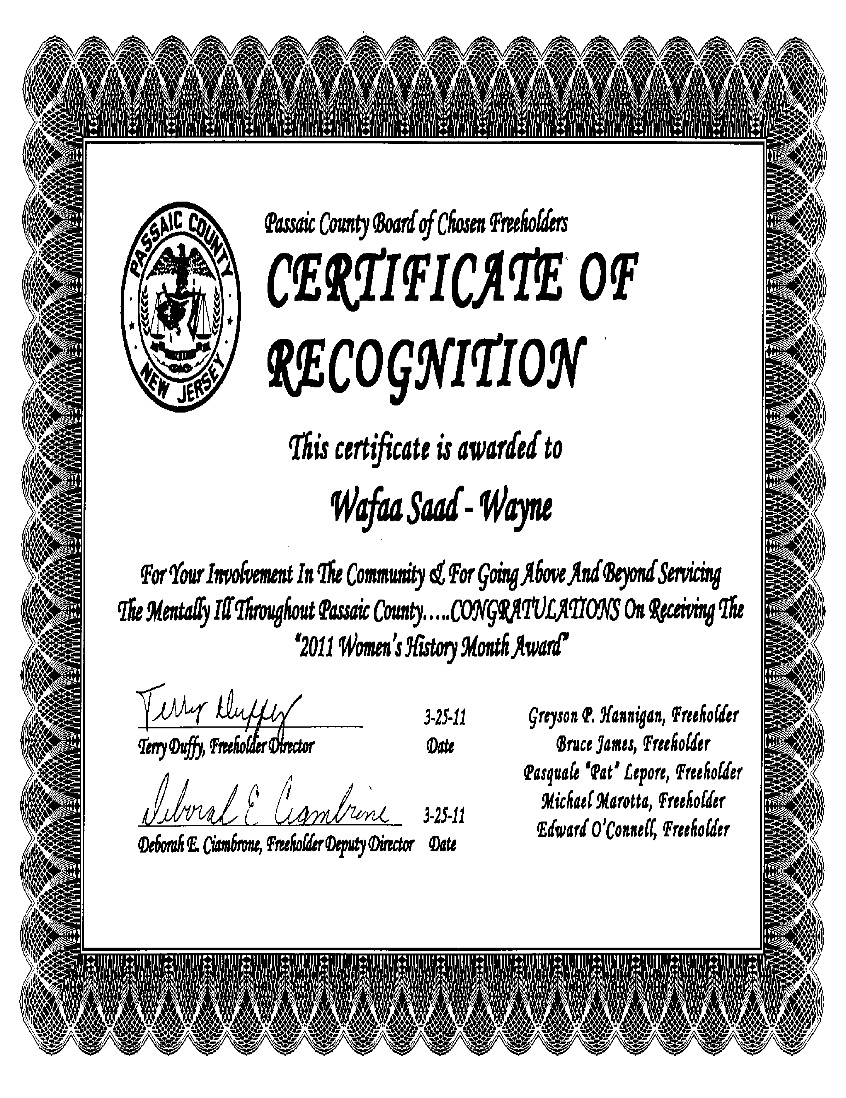 PASSAIC COUNTY
NEW JERSEY
Passaic County Board of Chosen Freeholders
CERTIFICATE OF
RECOGNITION
This certificate is awarded to
Wafaa Saad - Wayne
For Your Involvement In The Community & For Going Above And Beyond Servicing
The Mentally Ill Throughout Passaic County.....CONGRATULATIONS On Receiving The
"2011 Women's History Month Award"
Terry Duffy
3-25-11
Terry Duffy, Freeholder Director
Date
Deborah E Ciambrone
3-25-11
Deborah E. Ciambrone, Freeholder Deputy Director
Date
Greyson P. Hannigan, Freeholder
Bruce James, Freeholder
Pasquale "Pat" Lepore, Freeholder
Michael Marotta, Freeholder
Edward O'Connell, Freeholder